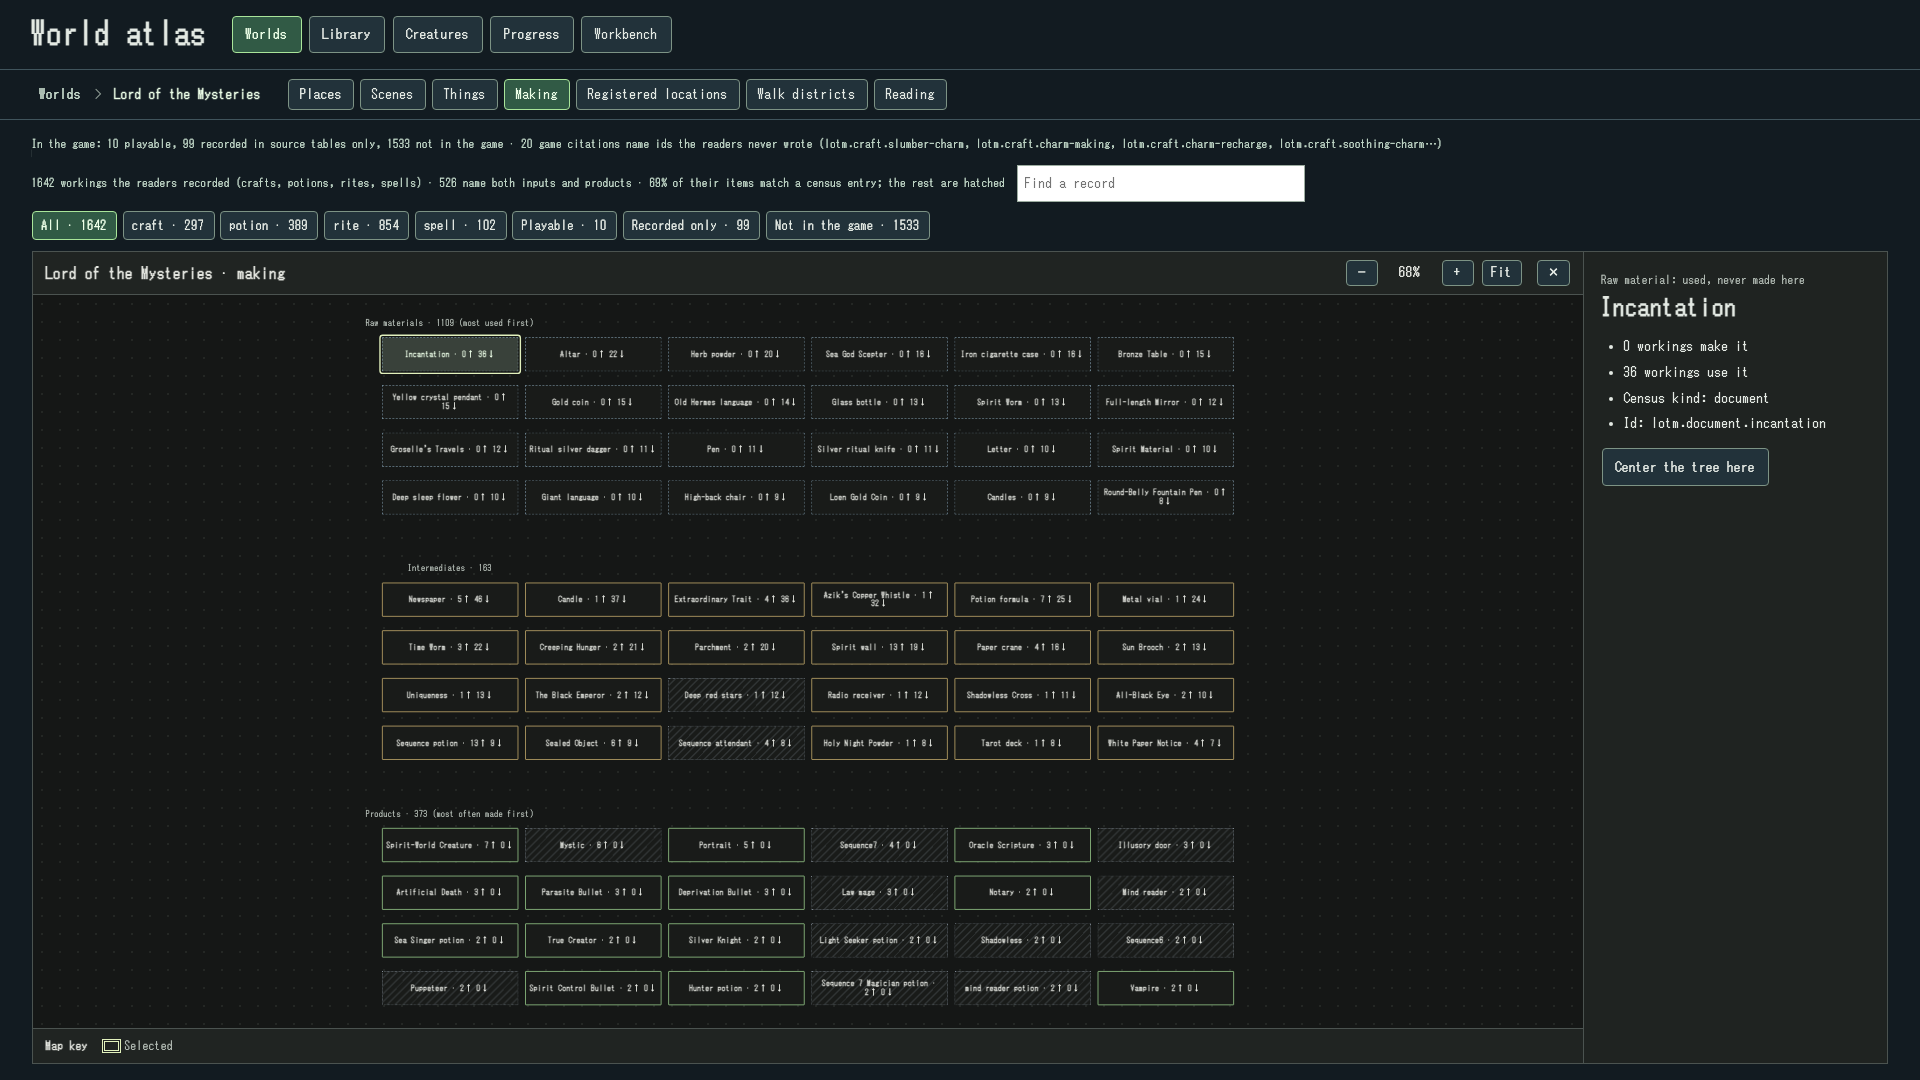 World atlas
Worlds
Library
Creatures
Progress
Workbench
Worlds > Lord of the Mysteries
Places
Scenes
Things
Making
Registered locations
Walk districts
Reading
In the game: 10 playable, 99 recorded in source tables only, 1533 not in the game · 20 game citations name ids the readers never wrote (lotm.craft.slumber-charm, lotm.craft.charm-making, lotm.craft.charm-recharge, lotm.craft.soothing-charm…)
1642 workings the readers recorded (crafts, potions, rites, spells) · 526 name both inputs and products · 69% of their items match a census entry; the rest are hatched
Find a record
All · 1642
craft · 297
potion · 389
rite · 854
spell · 102
Playable · 10
Recorded only · 99
Not in the game · 1533
Lord of the Mysteries · making
−
68%
+
Fit
×
Raw materials · 1109 (most used first)
Incantation · 0↑ 36↓
Altar · 0↑ 22↓
Herb powder · 0↑ 20↓
Sea God Scepter · 0↑ 16↓
Iron cigarette case · 0↑ 16↓
Bronze Table · 0↑ 15↓
Yellow crystal pendant · 0↑
15↓
Gold coin · 0↑ 15↓
Old Hermes language · 0↑ 14↓
Glass bottle · 0↑ 13↓
Spirit Worm · 0↑ 13↓
Full-length Mirror · 0↑ 12↓
Groselle's Travels · 0↑ 12↓
Ritual silver dagger · 0↑ 11↓
Pen · 0↑ 11↓
Silver ritual knife · 0↑ 11↓
Letter · 0↑ 10↓
Spirit Material · 0↑ 10↓
Deep sleep flower · 0↑ 10↓
Giant language · 0↑ 10↓
High-back chair · 0↑ 9↓
Loen Gold Coin · 0↑ 9↓
Candles · 0↑ 9↓
Round-Belly Fountain Pen · 0↑
9↓
Intermediates · 163
Newspaper · 5↑ 46↓
Candle · 1↑ 37↓
Extraordinary Trait · 4↑ 36↓
Azik's Copper Whistle · 1↑
32↓
Potion formula · 7↑ 25↓
Metal vial · 1↑ 24↓
Time Worm · 3↑ 22↓
Creeping Hunger · 2↑ 21↓
Parchment · 2↑ 20↓
Spirit wall · 13↑ 19↓
Paper crane · 4↑ 16↓
Sun Brooch · 2↑ 13↓
Uniqueness · 1↑ 13↓
The Black Emperor · 2↑ 12↓
Deep red stars · 1↑ 12↓
Radio receiver · 1↑ 12↓
Shadowless Cross · 1↑ 11↓
All-Black Eye · 2↑ 10↓
Sequence potion · 13↑ 9↓
Sealed Object · 6↑ 9↓
Sequence attendant · 4↑ 8↓
Holy Night Powder · 1↑ 8↓
Tarot deck · 1↑ 8↓
White Paper Notice · 4↑ 7↓
Products · 373 (most often made first)
Spirit-World Creature · 7↑ 0↓
Mystic · 6↑ 0↓
Portrait · 5↑ 0↓
Sequence7 · 4↑ 0↓
Oracle Scripture · 3↑ 0↓
Illusory door · 3↑ 0↓
Artificial Death · 3↑ 0↓
Parasite Bullet · 3↑ 0↓
Deprivation Bullet · 3↑ 0↓
Law mage · 3↑ 0↓
Notary · 2↑ 0↓
Mind reader · 2↑ 0↓
Sea Singer potion · 2↑ 0↓
True Creator · 2↑ 0↓
Silver Knight · 2↑ 0↓
Light Seeker potion · 2↑ 0↓
Shadowless · 2↑ 0↓
Sequence6 · 2↑ 0↓
Puppeteer · 2↑ 0↓
Spirit Control Bullet · 2↑ 0↓
Hunter potion · 2↑ 0↓
Sequence 7 Magician potion ·
2↑ 0↓
mind reader potion · 2↑ 0↓
Vampire · 2↑ 0↓
Map key
Selected
Raw material: used, never made here
Incantation
• 0 workings make it
• 36 workings use it
• Census kind: document
• Id: lotm.document.incantation
Center the tree here